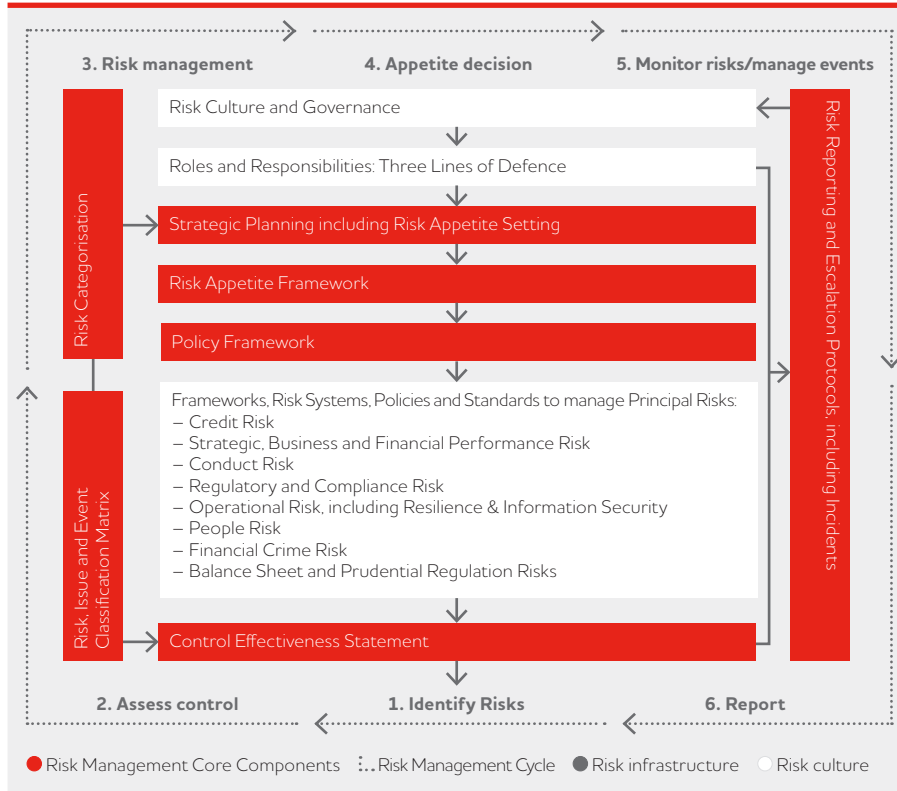 3. Risk management
4. Appetite decision
5. Monitor risks/manage events
Risk Categorisation
Risk, Issue and Event
Classification Matrix
Risk Culture and Governance
Roles and Responsibilities: Three Lines of Defence
Strategic Planning including Risk Appetite Setting
Risk Appetite Framework
Policy Framework
Frameworks, Risk Systems, Policies and Standards to manage Principal Risks:
– Credit Risk
– Strategic, Business and Financial Performance Risk
– Conduct Risk
– Regulatory and Compliance Risk
– Operational Risk, including Resilience & Information Security
– People Risk
– Financial Crime Risk
– Balance Sheet and Prudential Regulation Risks
Control Effectiveness Statement
Risk Reporting and Escalation Protocols, including Incidents
2. Assess control
1. Identify Risks
6. Report
Risk Management Core Components
Risk Management Cycle
Risk infrastructure
Risk culture